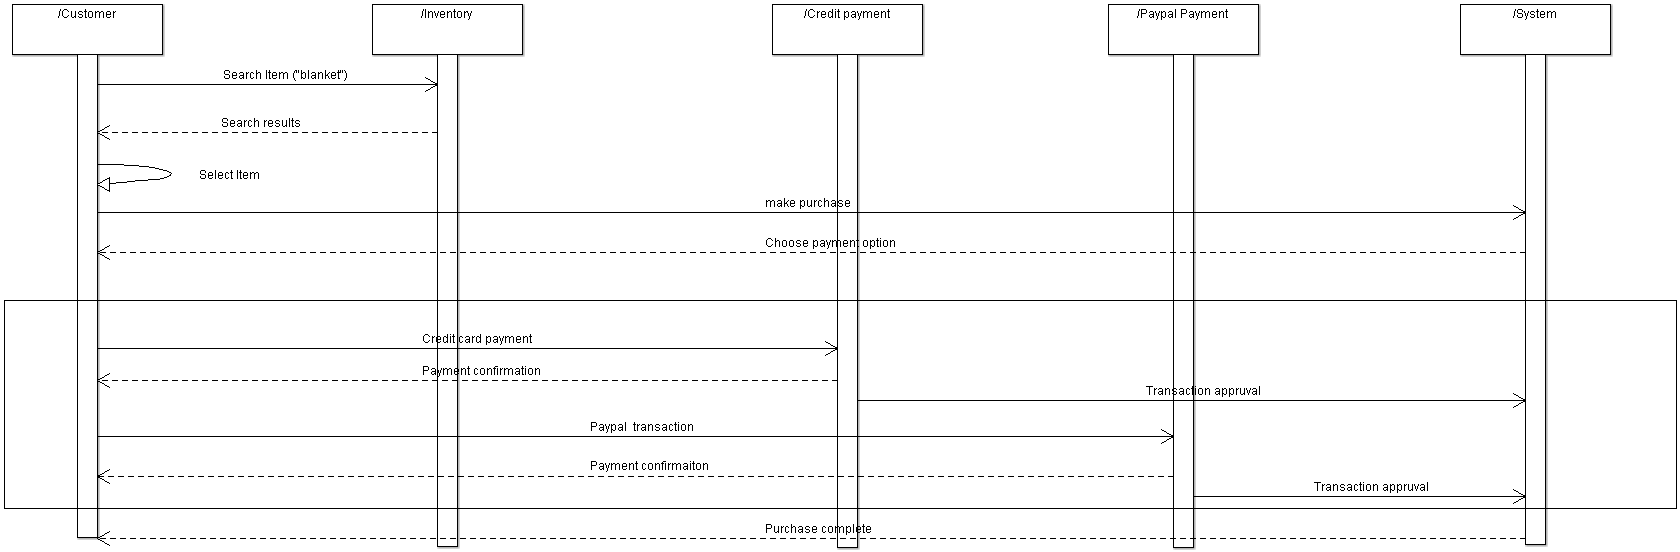 /Customer
/Inventory
/Credit payment
/Paypal Payment
/System
Search Item ("blanket")
Search results
Select Item
make purchase
Choose payment option
Credit card payment
Payment confirmation
Transaction appruval
Paypal  transaction
Payment confirmaiton
Transaction appruval
Purchase complete